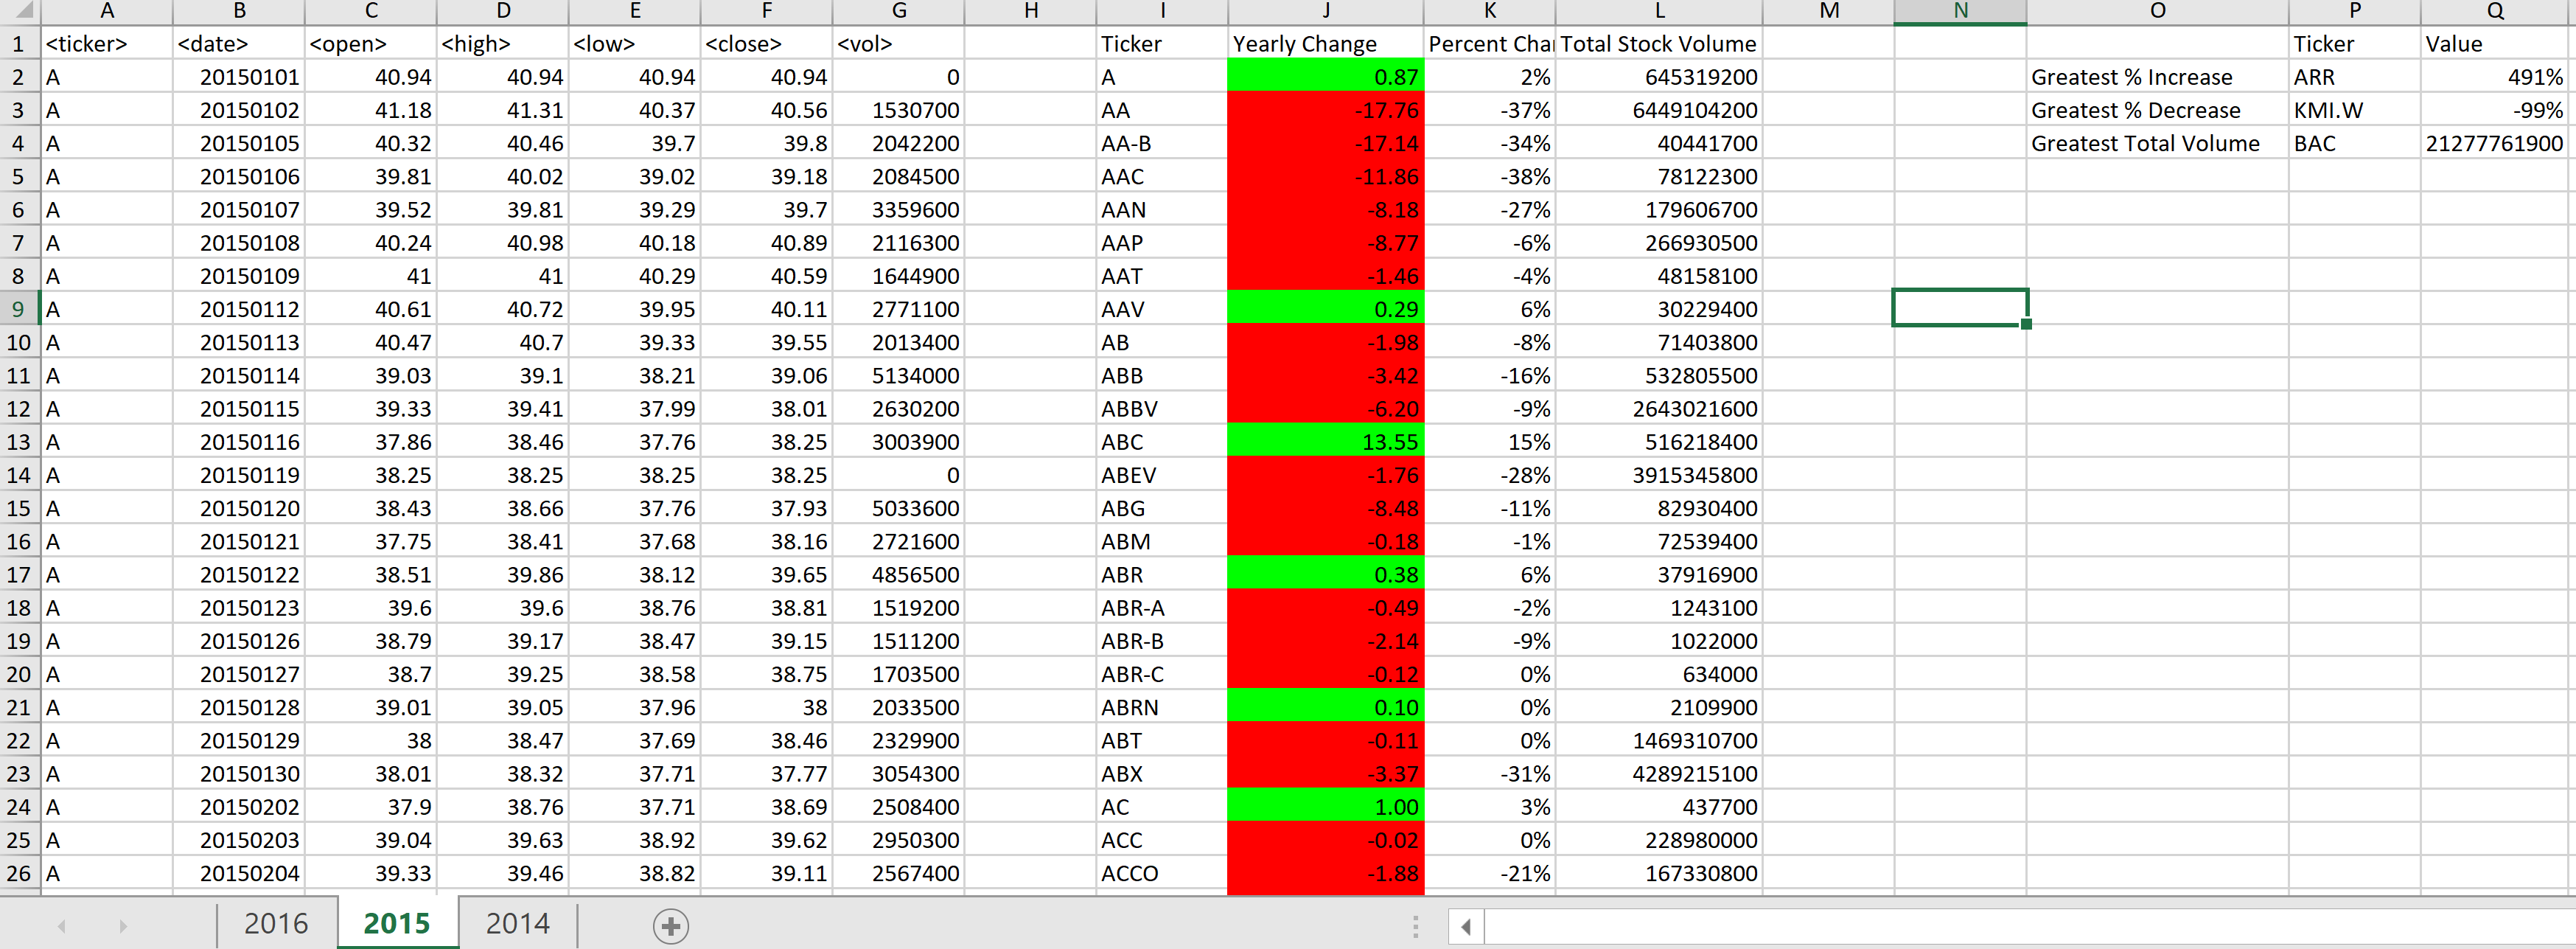 A B C D E F G H I J K L M N O P Q
1 <ticker> <date> <open> <high> <low> <close> <vol> Ticker Yearly Change Percent Cha Total Stock Volume Ticker Value
2 A 20150101 40.94 40.94 40.94 40.94 0 A 0.87 2% 645319200 Greatest % Increase ARR 491%
3 A 20150102 41.18 41.31 40.37 40.56 1530700 AA -17.76 -37% 6449104200 Greatest % Decrease KMI.W -99%
4 A 20150105 40.32 40.46 39.7 39.8 2042200 AA-B -17.14 -34% 40441700 Greatest Total Volume BAC 21277761900
5 A 20150106 39.81 40.02 39.02 39.18 2084500 AAC -11.86 -38% 78122300
6 A 20150107 39.52 39.81 39.29 39.7 3359600 AAN -8.18 -27% 179606700
7 A 20150108 40.24 40.98 40.18 40.89 2116300 AAP -8.77 -6% 266930500
8 A 20150109 41 41 40.29 40.59 1644900 AAT -1.46 -4% 48158100
9 A 20150112 40.61 40.72 39.95 40.11 2771100 AAV 0.29 6% 30229400
10 A 20150113 40.47 40.7 39.33 39.55 2013400 AB -1.98 -8% 71403800
11 A 20150114 39.03 39.1 38.21 39.06 5134000 ABB -3.42 -16% 532805500
12 A 20150115 39.33 39.41 37.99 38.01 2630200 ABBV -6.20 -9% 2643021600
13 A 20150116 37.86 38.46 37.76 38.25 3003900 ABC 13.55 15% 516218400
14 A 20150119 38.25 38.25 38.25 38.25 0 ABEV -1.76 -28% 3915345800
15 A 20150120 38.43 38.66 37.76 37.93 5033600 ABG -8.48 -11% 82930400
16 A 20150121 37.75 38.41 37.68 38.16 2721600 ABM -0.18 -1% 72539400
17 A 20150122 38.51 39.86 38.12 39.65 4856500 ABR 0.38 6% 37916900
18 A 20150123 39.6 39.6 38.76 38.81 1519200 ABR-A -0.49 -2% 1243100
19 A 20150126 38.79 39.17 38.47 39.15 1511200 ABR-B -2.14 -9% 1022000
20 A 20150127 38.7 39.25 38.58 38.75 1703500 ABR-C -0.12 0% 634000
21 A 20150128 39.01 39.05 37.96 38 2033500 ABRN 0.10 0% 2109900
22 A 20150129 38 38.47 37.69 38.46 2329900 ABT -0.11 0% 1469310700
23 A 20150130 38.01 38.32 37.71 37.77 3054300 ABX -3.37 -31% 4289215100
24 A 20150202 37.9 38.76 37.71 38.69 2508400 AC 1.00 3% 437700
25 A 20150203 39.04 39.63 38.92 39.62 2950300 ACC -0.02 0% 228980000
26 A 20150204 39.33 39.46 38.82 39.11 2567400 ACCO -1.88 -21% 167330800
2016 2015 2014